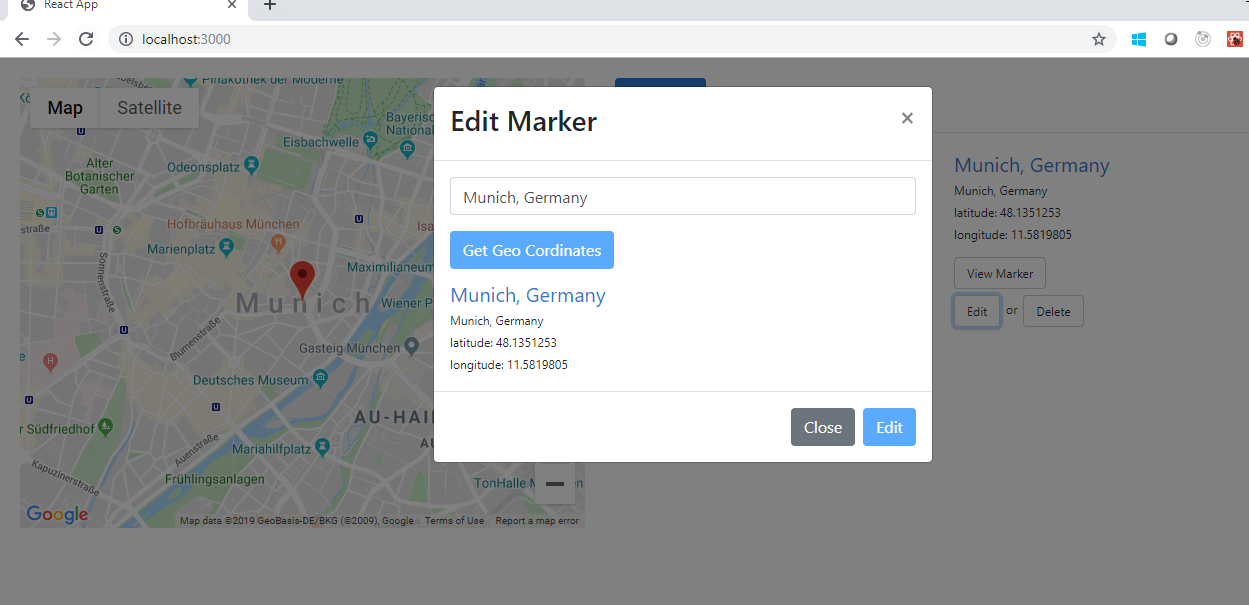 React App
localhost:3000
Pinakothek der Moderne
Map
Satellite
Bayerisc
National
Eisbachwelle
Alter
Botanischer
Garten
Odeonsplatz
Hofbräuhaus München
Isa
straße
Marienplatz
Maximilianeum
Sonnenstraße
Munich
Wiener P
Blumenstraße
Gasteig München
Deutsches Museum
AU-HAI
r Südfriedhof
Auenstraße
AU
Mariahilfplatz
Kapuzinerstraße
Frühlingsanlagen
TonHalle M
en
Google
Map data ©2019 GeoBasis-DE/BKG (©2009), Google
Terms of Use
Report a map error
Edit Marker
×
Munich, Germany
Get Geo Cordinates
Munich, Germany
Munich, Germany
latitude: 48.1351253
longitude: 11.5819805
Close
Edit
Munich, Germany
Munich, Germany
latitude: 48.1351253
longitude: 11.5819805
View Marker
Edit
or
Delete